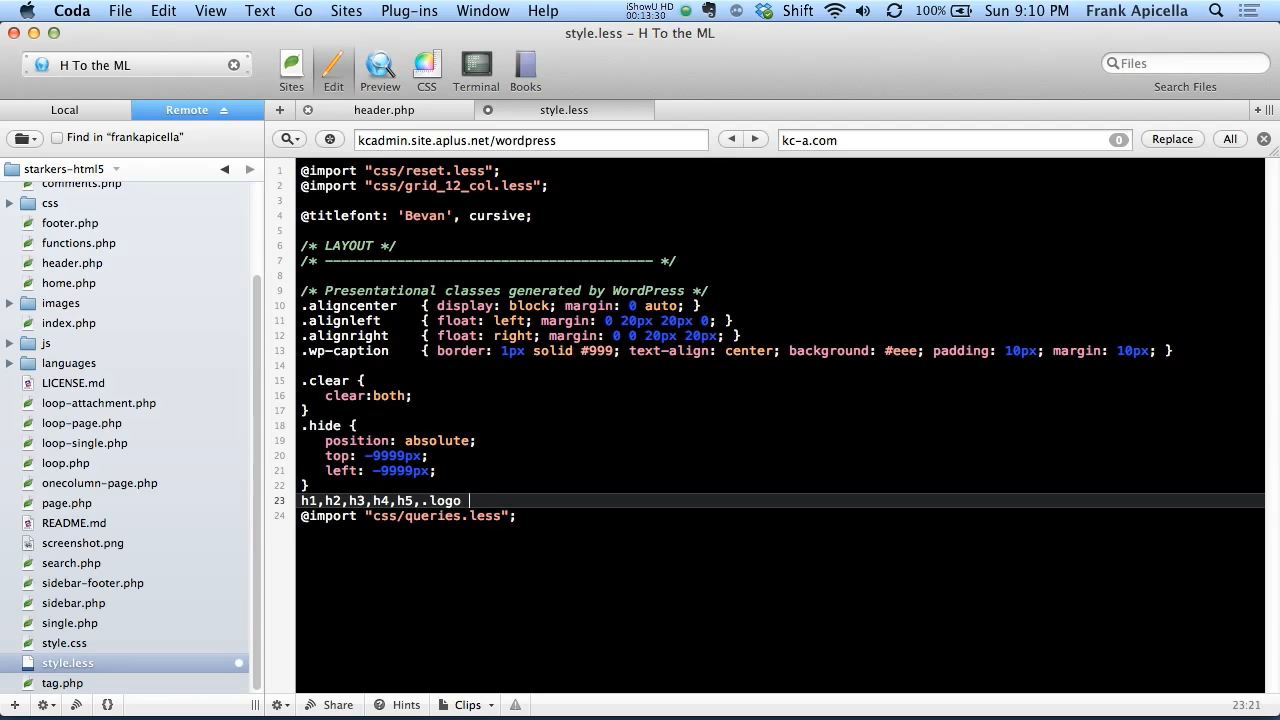 Coda File Edit View Text Go Sites Plug-ins Window Help iShowU HD 00:13:30 Shift 100% Sun 9:10 PM Frank Apicella
style.less – H To the ML
H To the ML
Sites Edit Preview CSS Terminal Books
Files
Search Files
Local Remote
header.php style.less
Find in "frankapicella"
kcadmin.site.aplus.net/wordpress
kc-a.com 0
Replace All
starkers-html5
comments.php
css
footer.php
functions.php
header.php
home.php
images
index.php
js
languages
LICENSE.md
loop-attachment.php
loop-page.php
loop-single.php
loop.php
onecolumn-page.php
page.php
README.md
screenshot.png
search.php
sidebar-footer.php
sidebar.php
single.php
style.css
style.less
tag.php
1 @import "css/reset.less";
2 @import "css/grid_12_col.less";
3
4 @titlefont: 'Bevan', cursive;
5
6 /* LAYOUT */
7 /* ----------------------------------------- */
8
9 /* Presentational classes generated by WordPress */
10 .aligncenter { display: block; margin: 0 auto; }
11 .alignleft { float: left; margin: 0 20px 20px 0; }
12 .alignright { float: right; margin: 0 0 20px 20px; }
13 .wp-caption { border: 1px solid #999; text-align: center; background: #eee; padding: 10px; margin: 10px; }
14
15 .clear {
16 clear:both;
17 }
18 .hide {
19 position: absolute;
20 top: -9999px;
21 left: -9999px;
22 }
23 h1,h2,h3,h4,h5,.logo
24 @import "css/queries.less";
Share Hints Clips 23:21